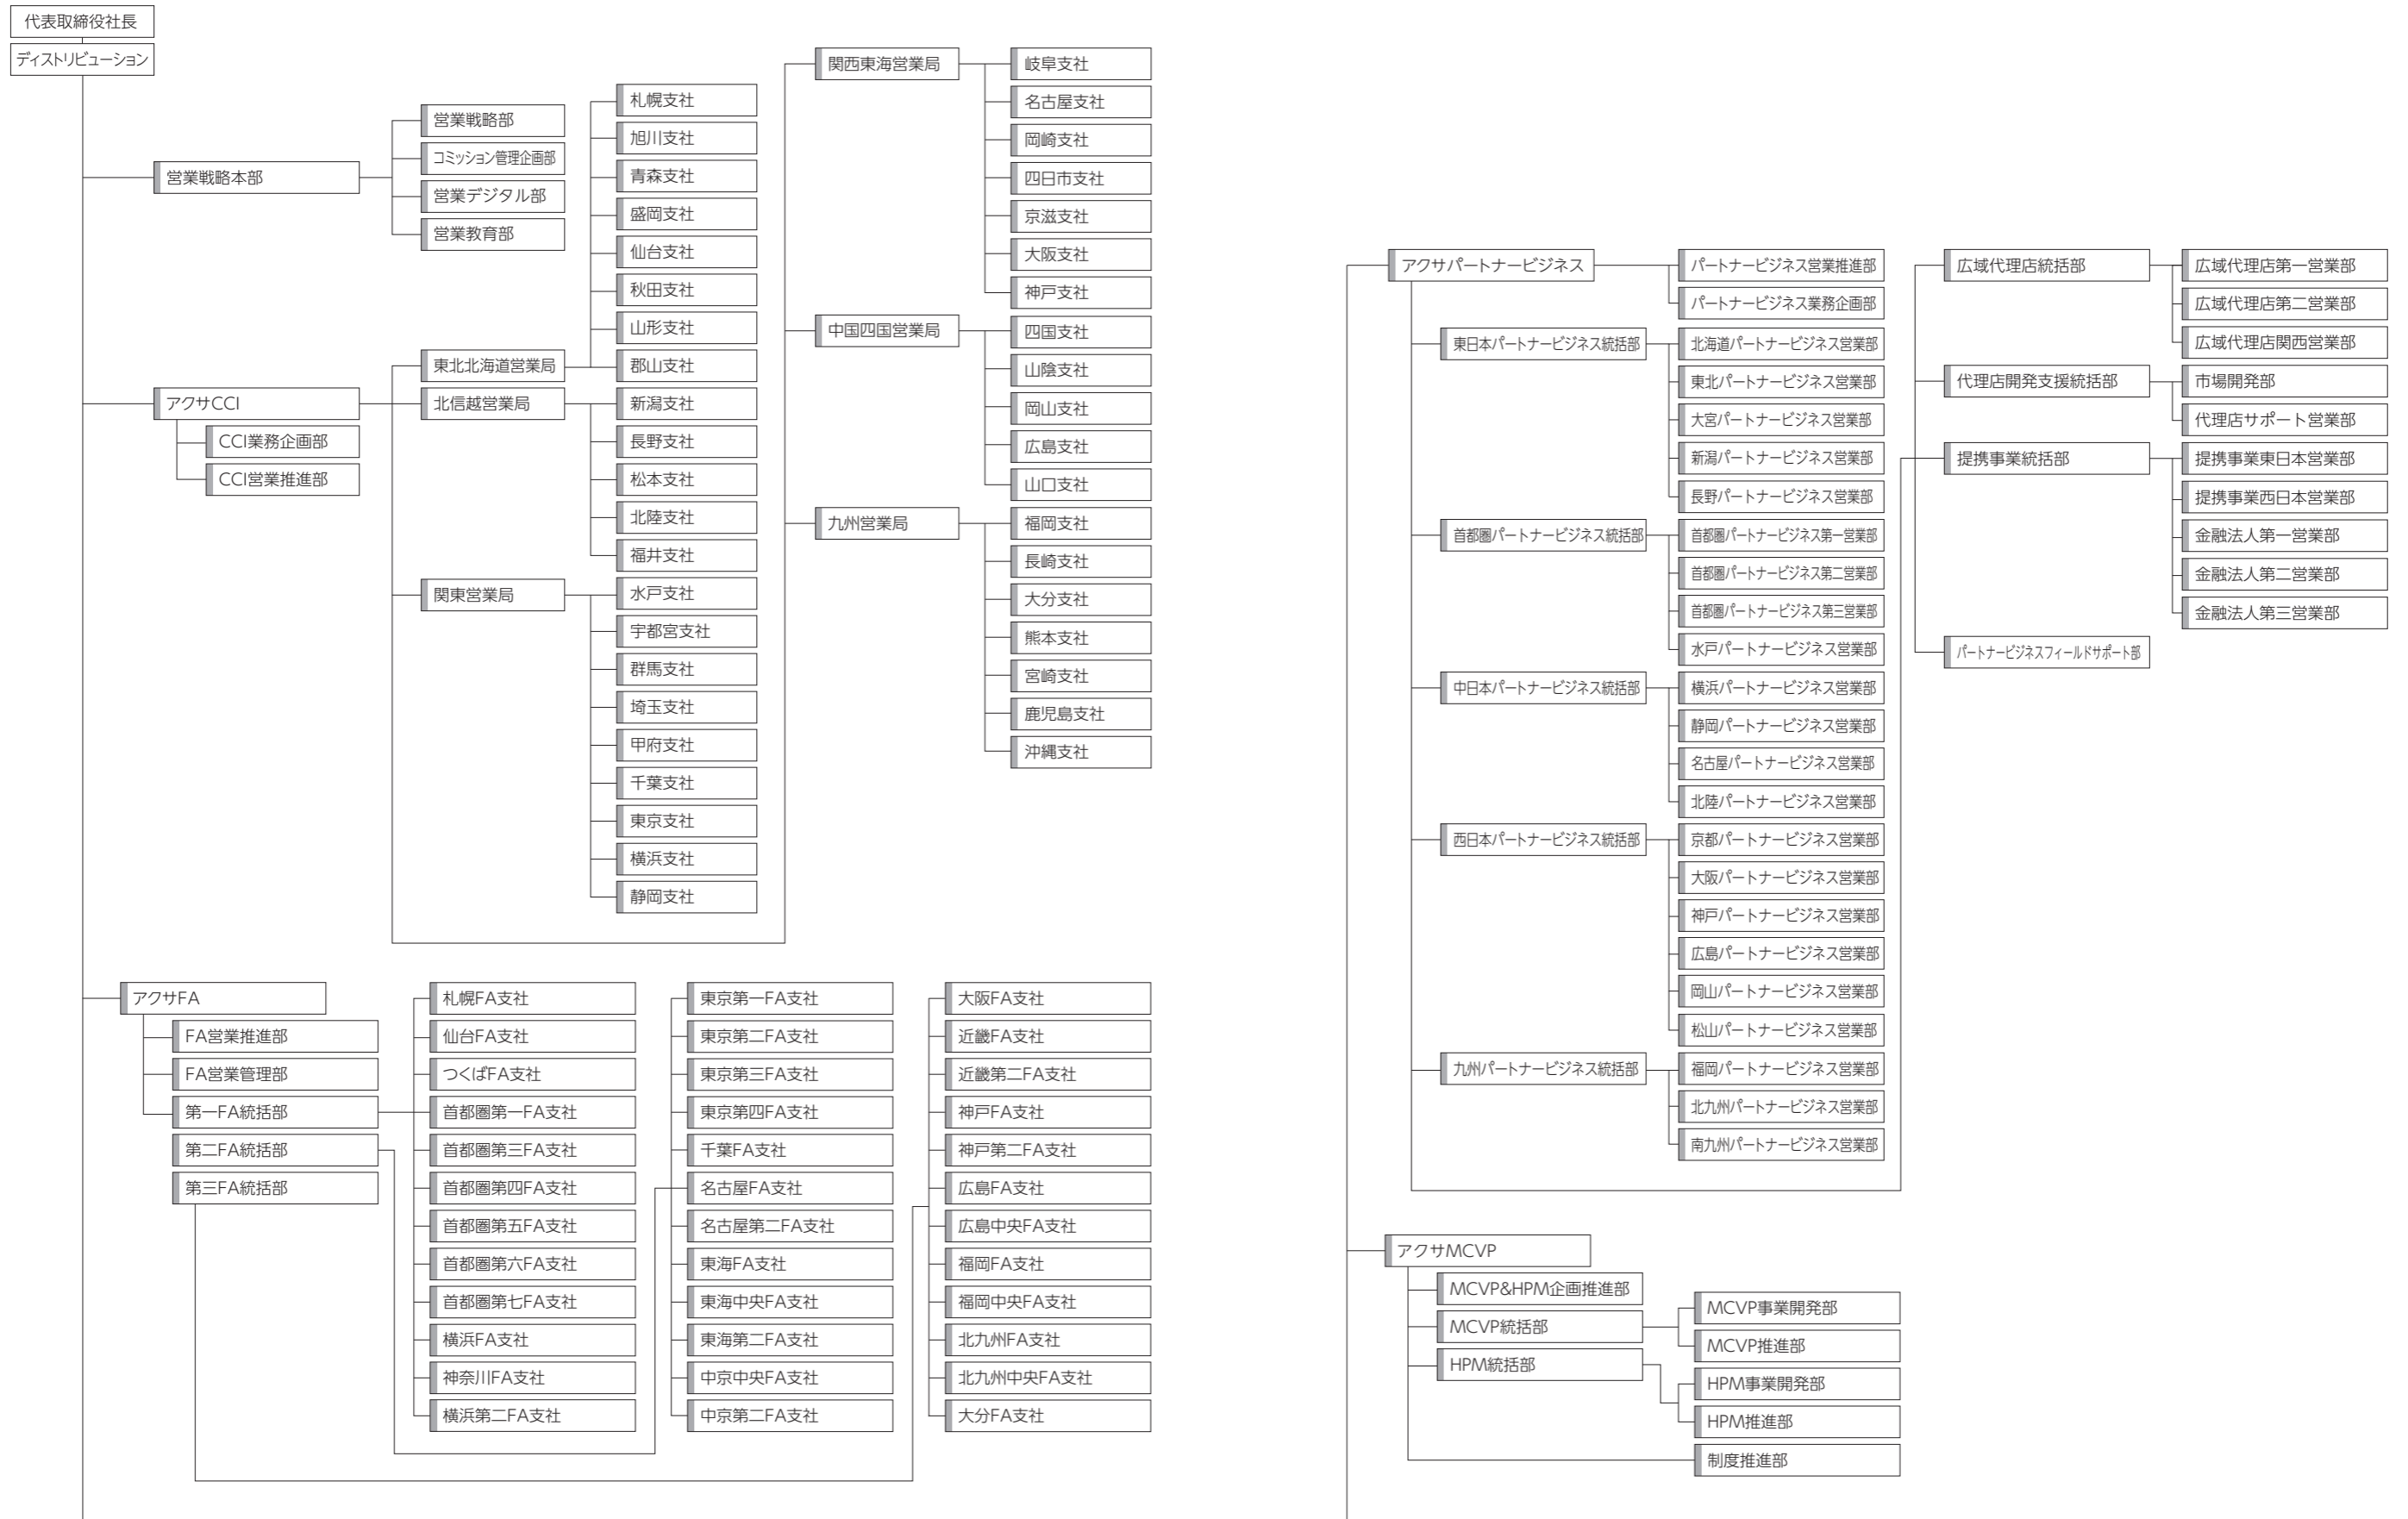 代表取締役社長
ディストリビューション
営業戦略本部
営業戦略部
コミッション管理企画部
営業デジタル部
営業教育部
アクサCCI
CCI業務企画部
CCI営業推進部
東北北海道営業局
札幌支社
旭川支社
青森支社
盛岡支社
仙台支社
秋田支社
山形支社
郡山支社
北信越営業局
新潟支社
長野支社
松本支社
北陸支社
福井支社
関東営業局
水戸支社
宇都宮支社
群馬支社
埼玉支社
甲府支社
千葉支社
東京支社
横浜支社
静岡支社
関西東海営業局
岐阜支社
名古屋支社
岡崎支社
四日市支社
京滋支社
大阪支社
神戸支社
中国四国営業局
四国支社
山陰支社
岡山支社
広島支社
山口支社
九州営業局
福岡支社
長崎支社
大分支社
熊本支社
宮崎支社
鹿児島支社
沖縄支社
アクサFA
FA営業推進部
FA営業管理部
第一FA統括部
第二FA統括部
第三FA統括部
札幌FA支社
仙台FA支社
つくばFA支社
首都圏第一FA支社
首都圏第三FA支社
首都圏第四FA支社
首都圏第五FA支社
首都圏第六FA支社
首都圏第七FA支社
横浜FA支社
神奈川FA支社
横浜第二FA支社
東京第一FA支社
東京第二FA支社
東京第三FA支社
東京第四FA支社
千葉FA支社
名古屋FA支社
名古屋第二FA支社
東海FA支社
東海中央FA支社
東海第二FA支社
中京中央FA支社
中京第二FA支社
大阪FA支社
近畿FA支社
近畿第二FA支社
神戸FA支社
神戸第二FA支社
広島FA支社
広島中央FA支社
福岡FA支社
福岡中央FA支社
北九州FA支社
北九州中央FA支社
大分FA支社
アクサパートナービジネス
パートナービジネス営業推進部
パートナービジネス業務企画部
東日本パートナービジネス統括部
北海道パートナービジネス営業部
東北パートナービジネス営業部
大宮パートナービジネス営業部
新潟パートナービジネス営業部
長野パートナービジネス営業部
首都圏パートナービジネス統括部
首都圏パートナービジネス第一営業部
首都圏パートナービジネス第二営業部
首都圏パートナービジネス第三営業部
水戸パートナービジネス営業部
中日本パートナービジネス統括部
横浜パートナービジネス営業部
静岡パートナービジネス営業部
名古屋パートナービジネス営業部
北陸パートナービジネス営業部
西日本パートナービジネス統括部
京都パートナービジネス営業部
大阪パートナービジネス営業部
神戸パートナービジネス営業部
広島パートナービジネス営業部
岡山パートナービジネス営業部
松山パートナービジネス営業部
九州パートナービジネス統括部
福岡パートナービジネス営業部
北九州パートナービジネス営業部
南九州パートナービジネス営業部
広域代理店統括部
広域代理店第一営業部
広域代理店第二営業部
広域代理店関西営業部
代理店開発支援統括部
市場開発部
代理店サポート営業部
提携事業統括部
提携事業東日本営業部
提携事業西日本営業部
金融法人第一営業部
金融法人第二営業部
金融法人第三営業部
パートナービジネスフィールドサポート部
アクサMCVP
MCVP&HPM企画推進部
MCVP統括部
MCVP事業開発部
MCVP推進部
HPM統括部
HPM事業開発部
HPM推進部
制度推進部